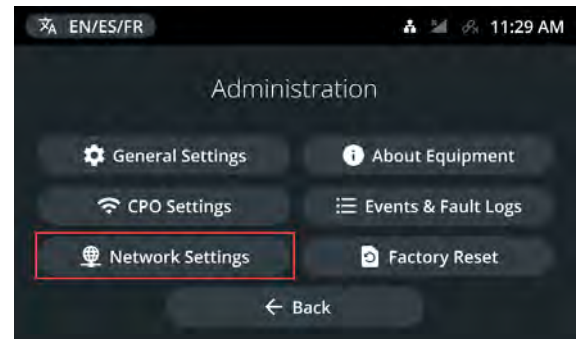 EN/ES/FR 11:29 AM
Administration
General Settings
About Equipment
CPO Settings
Events & Fault Logs
Network Settings
Factory Reset
Back